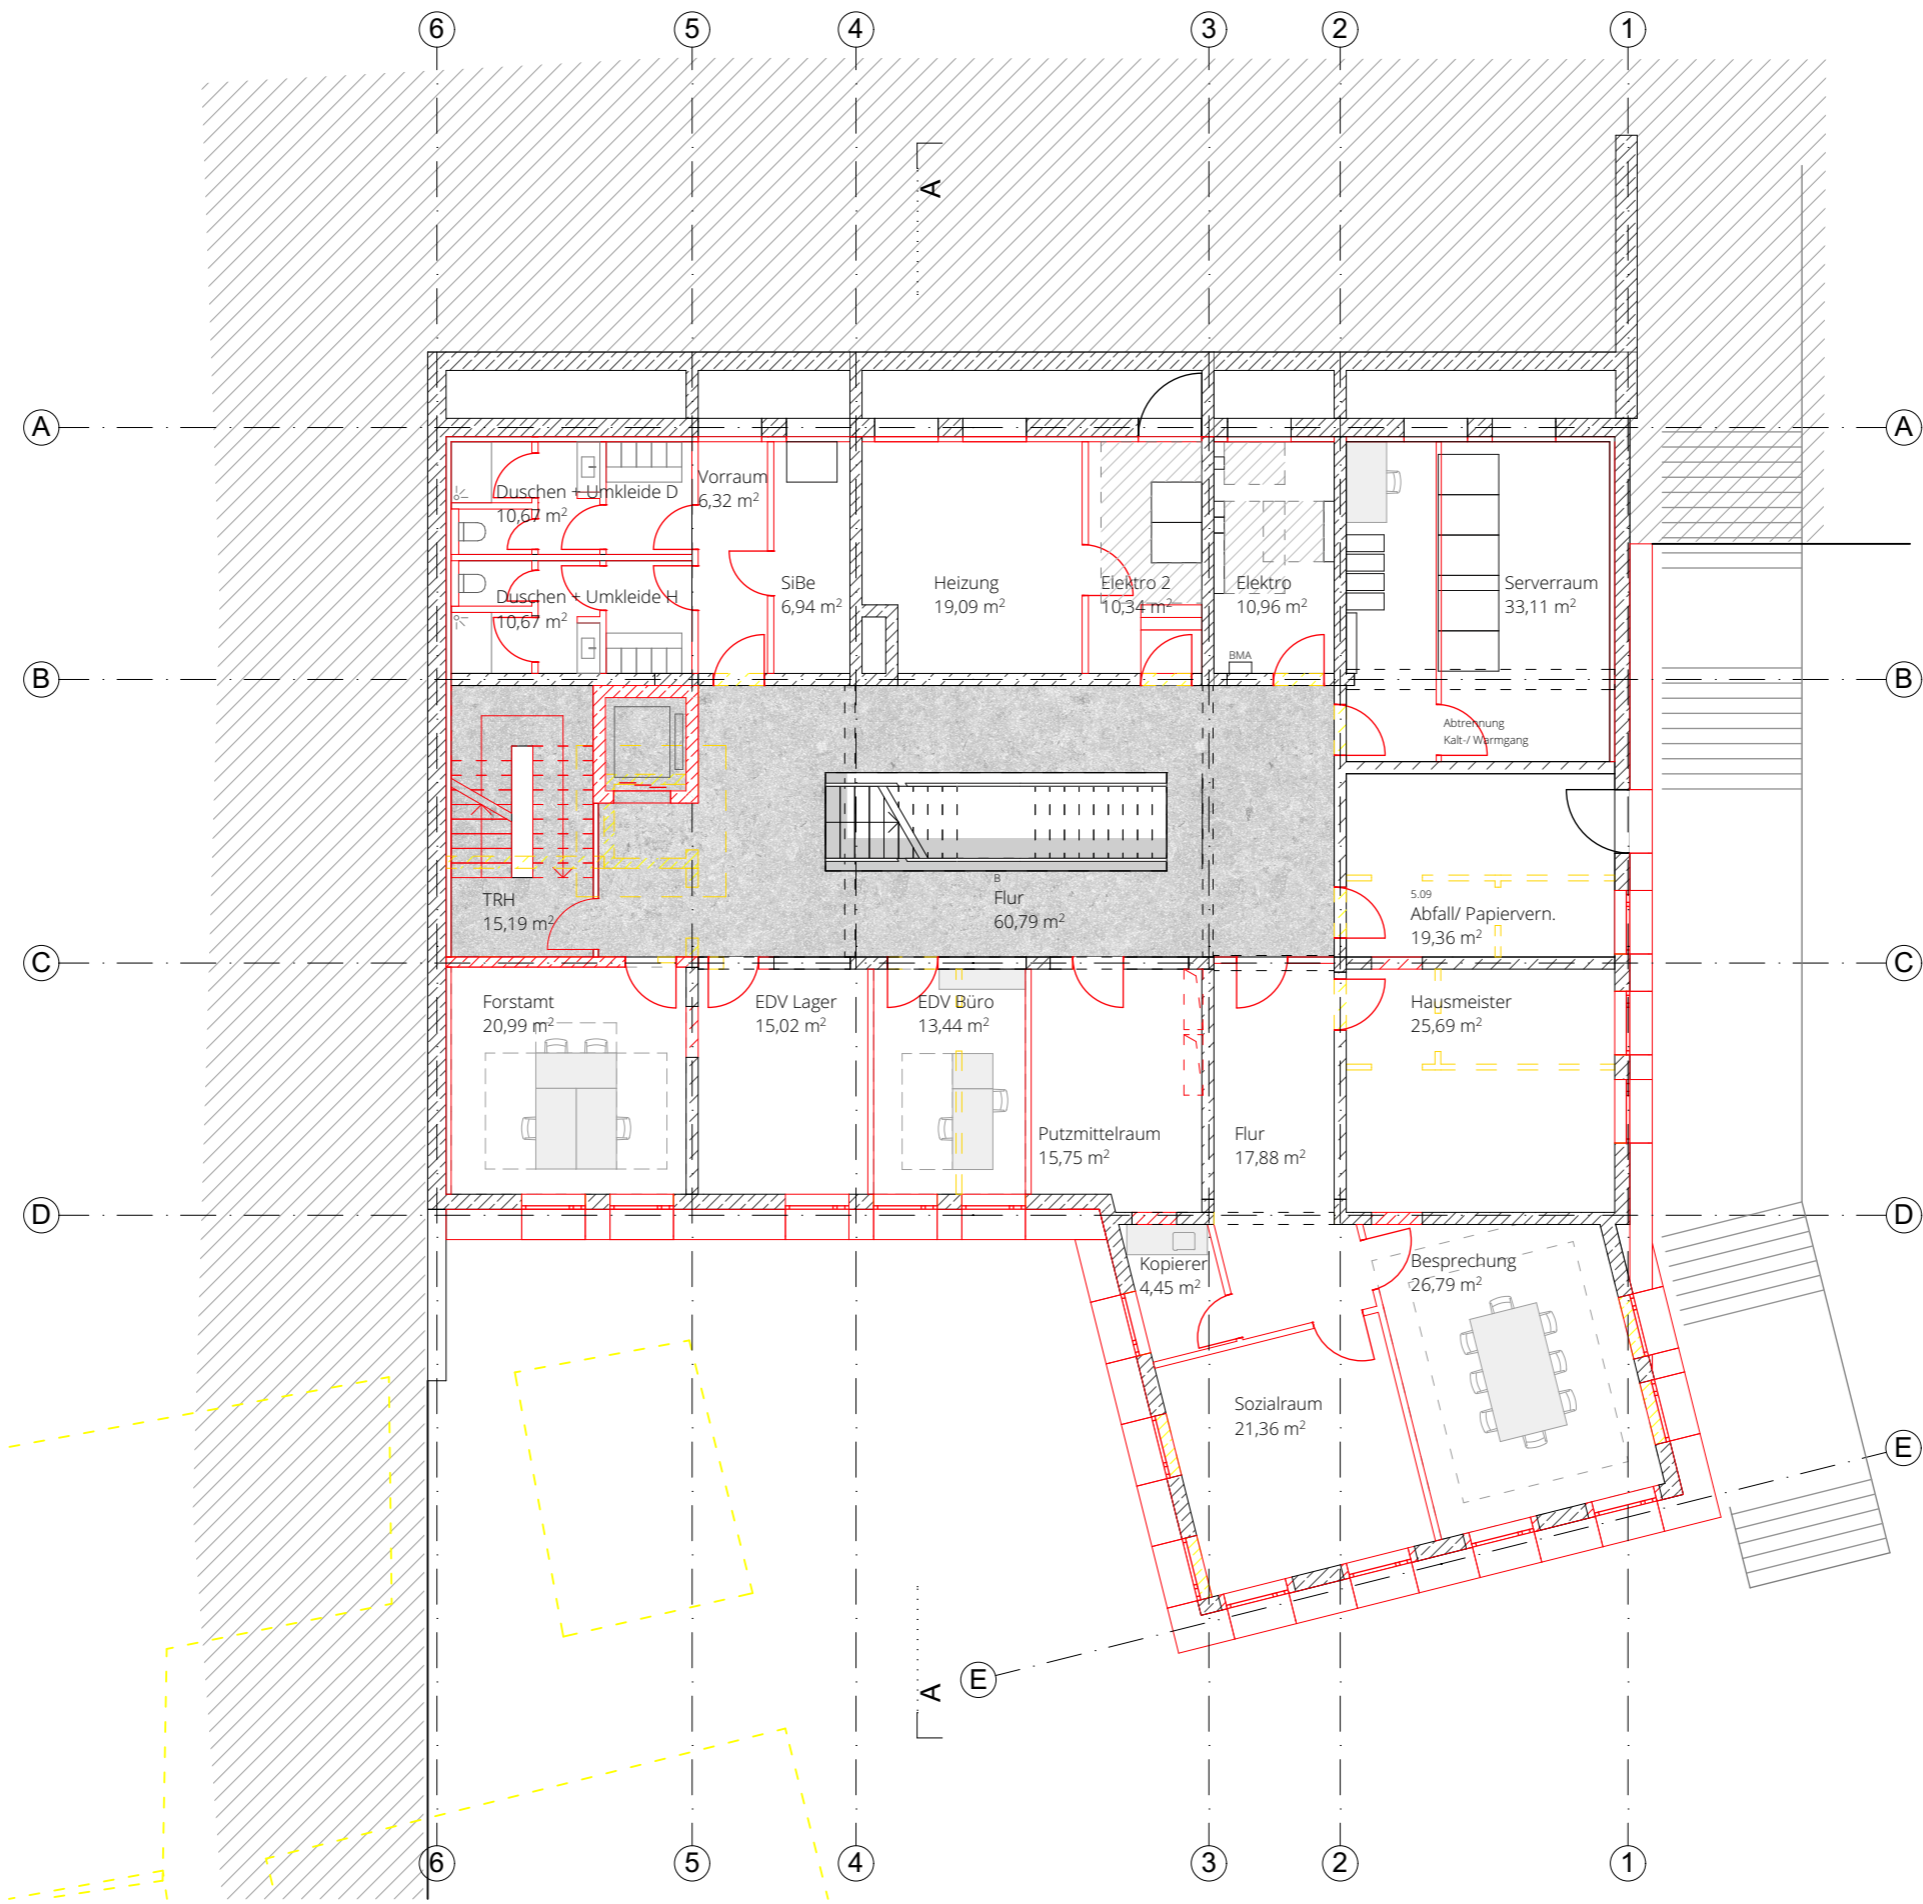 6 5 4 3 2 1
A
A A
Duschen + Umkleide D
10,67 m²
Vorraum
6,32 m²
Duschen + Umkleide H
10,67 m²
SiBe
6,94 m²
Heizung
19,09 m²
Elektro 2
10,34 m²
Elektro
10,96 m²
Serverraum
33,11 m²
BMA
B B
Abtrennung
Kalt-/ Warmgang
TRH
15,19 m²
B
Flur
60,79 m²
5.09
Abfall/ Papiervern.
19,36 m²
C C
Forstamt
20,99 m²
EDV Lager
15,02 m²
EDV Büro
13,44 m²
Hausmeister
25,69 m²
Putzmittelraum
15,75 m²
Flur
17,88 m²
D D
Kopierer
4,45 m²
Besprechung
26,79 m²
Sozialraum
21,36 m²
E
E
A
6 5 4 3 2 1